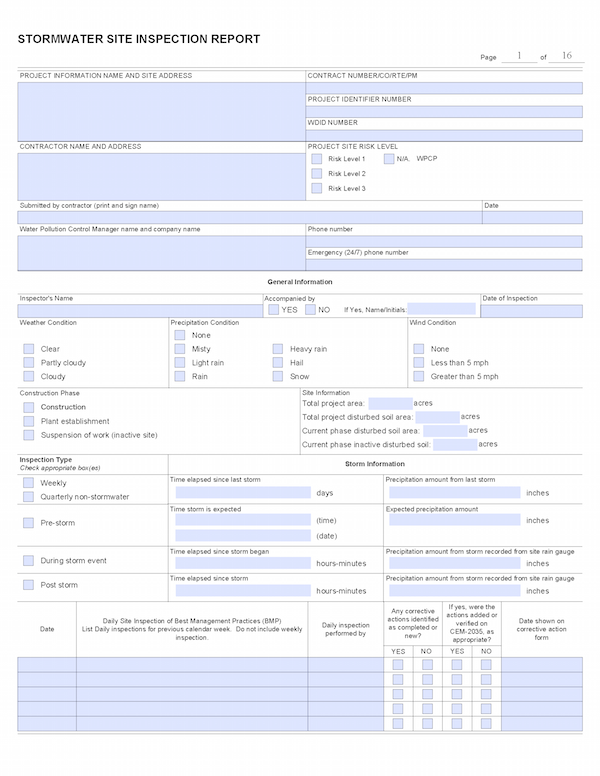 STORMWATER SITE INSPECTION REPORT
Page 1 of 16
PROJECT INFORMATION NAME AND SITE ADDRESS
CONTRACT NUMBER/CO/RTE/PM
PROJECT IDENTIFIER NUMBER
WDID NUMBER
CONTRACTOR NAME AND ADDRESS
PROJECT SITE RISK LEVEL
Risk Level 1 N/A. WPCP
Risk Level 2
Risk Level 3
Submitted by contractor (print and sign name) Date
Water Pollution Control Manager name and company name
Phone number
Emergency (24/7) phone number
General Information
Inspector's Name
Accompanied by
YES NO If Yes, Name/Initials:
Date of Inspection
Weather Condition
Clear
Partly cloudy
Cloudy
Precipitation Condition
None
Misty Heavy rain
Light rain Hail
Rain Snow
Wind Condition
None
Less than 5 mph
Greater than 5 mph
Construction Phase
Construction
Plant establishment
Suspension of work (inactive site)
Site Information
Total project area: acres
Total project disturbed soil area: acres
Current phase disturbed soil area: acres
Current phase inactive disturbed soil: acres
Inspection Type
Check appropriate box(es)
Storm Information
Weekly
Quarterly non-stormwater
Time elapsed since last storm
days
Precipitation amount from last storm
inches
Pre-storm
Time storm is expected
(time)
(date)
Expected precipitation amount
inches
During storm event
Time elapsed since storm began
hours-minutes
Precipitation amount from storm recorded from site rain gauge
inches
Post storm
Time elapsed since storm
hours-minutes
Precipitation amount from storm recorded from site rain gauge
inches
Date
Daily Site Inspection of Best Management Practices (BMP)
List Daily inspections for previous calendar week. Do not include weekly
inspection.
Daily inspection
performed by
Any corrective
actions identified
as completed or
new?
YES NO
If yes, were the
actions added or
verified on
CEM-2035, as
appropriate?
YES NO
Date shown on
corrective action
form